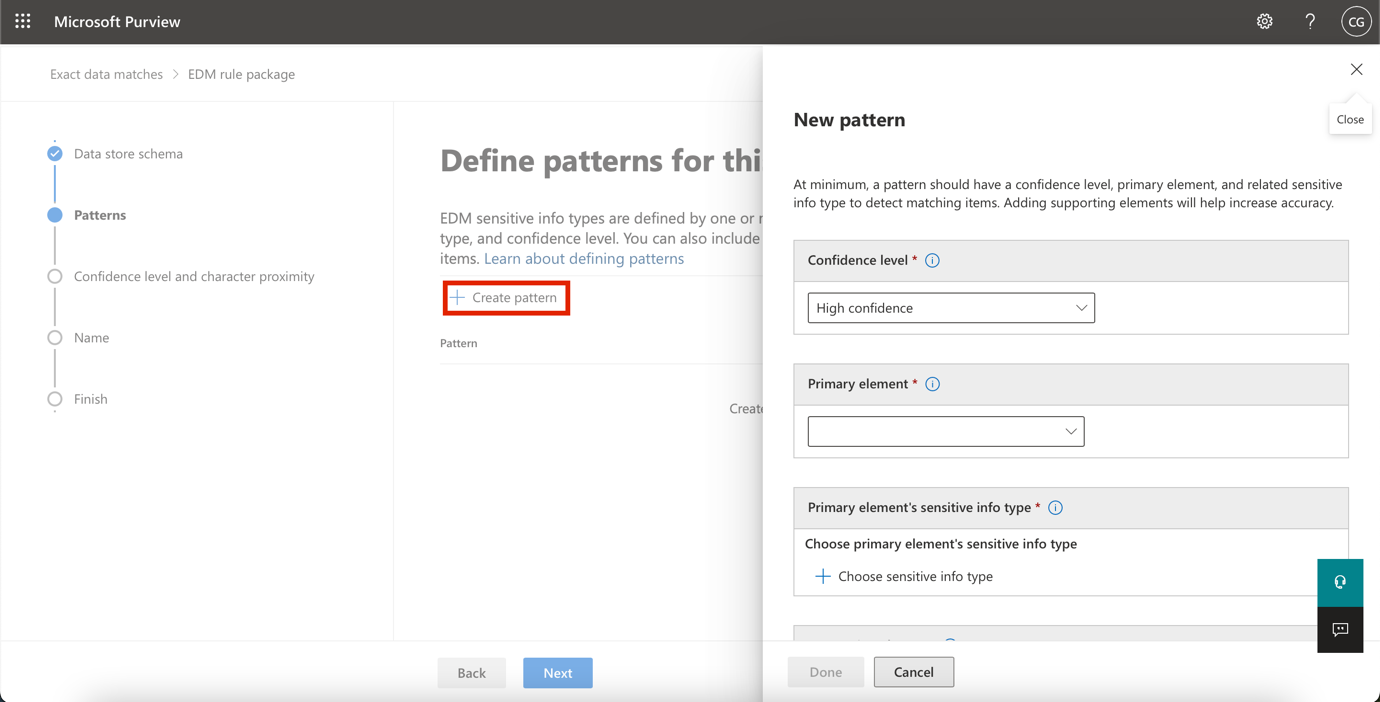 Microsoft Purview
CG
Exact data matches > EDM rule package
Close
Data store schema
Patterns
Confidence level and character proximity
Name
Finish
Define patterns for thi
EDM sensitive info types are defined by one or
type, and confidence level. You can also include
items. Learn about defining patterns
Create pattern
Pattern
Create
Back
Next
New pattern
At minimum, a pattern should have a confidence level, primary element, and related sensitive
info type to detect matching items. Adding supporting elements will help increase accuracy.
Confidence level *
High confidence
Primary element *
Primary element's sensitive info type *
Choose primary element's sensitive info type
Choose sensitive info type
Done
Cancel